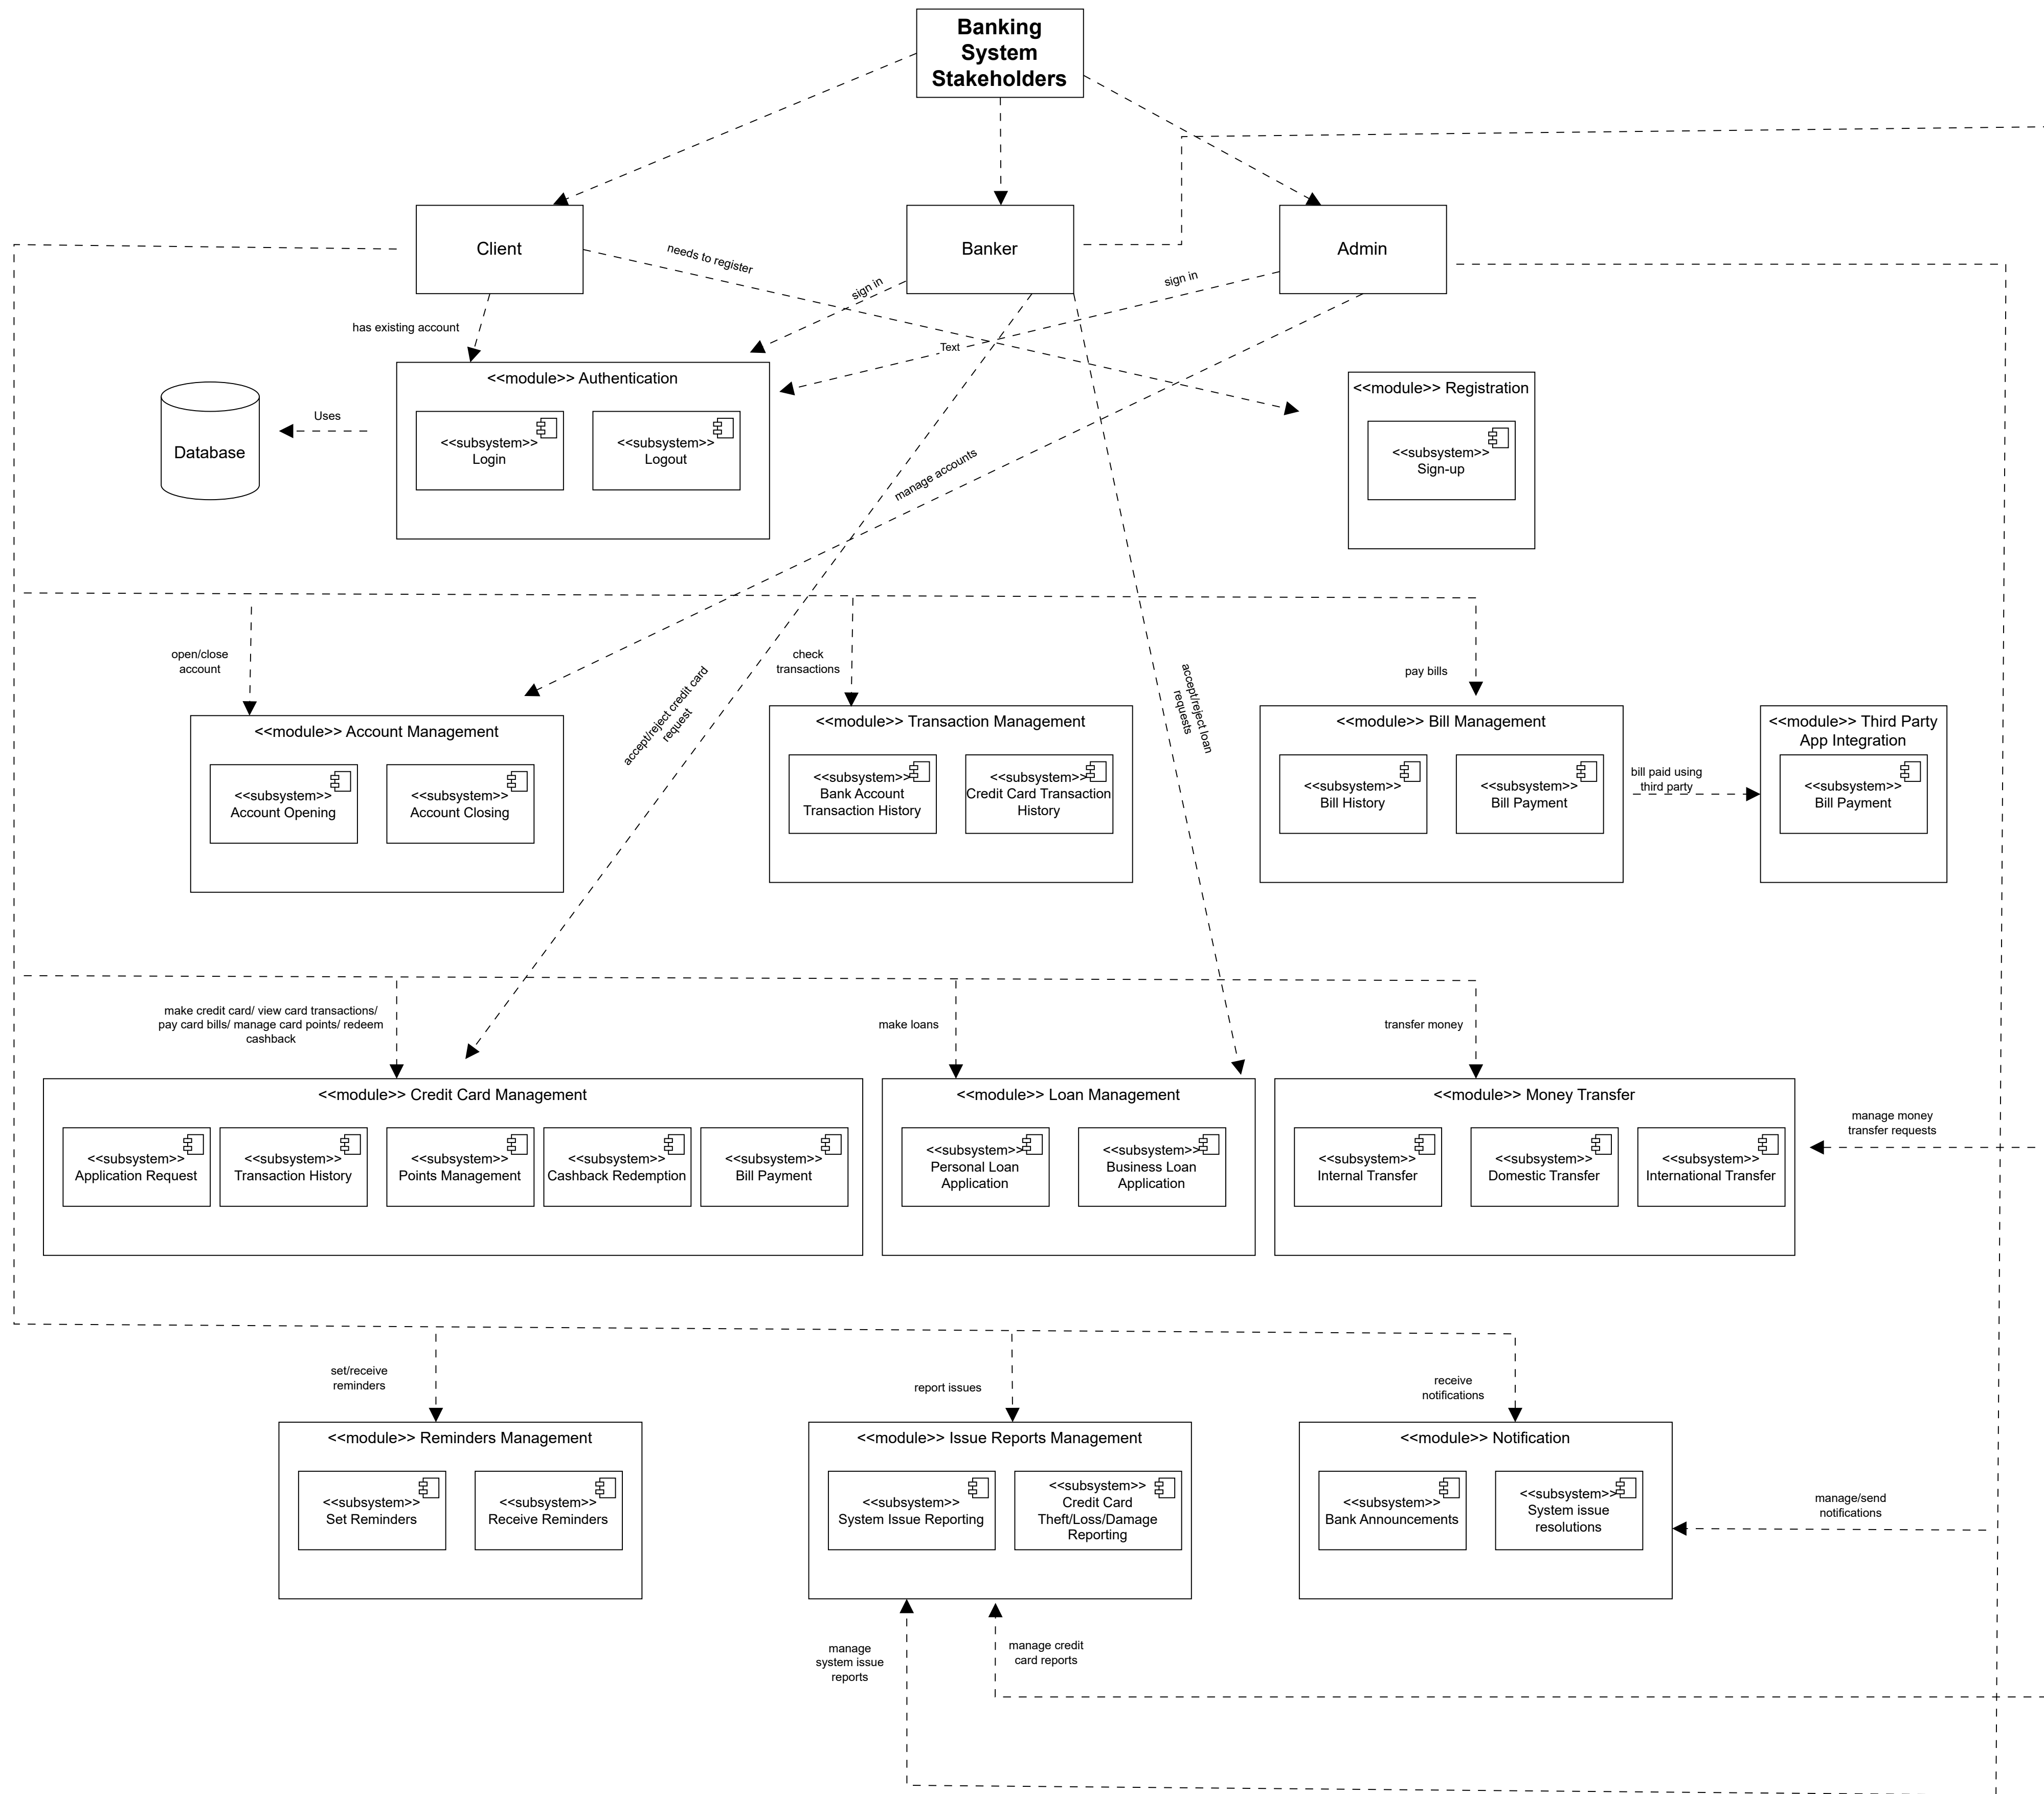 Banking
System
Stakeholders
Client
Banker
Admin
needs to register
sign in
sign in
has existing account
Text
<<module>> Authentication
<<subsystem>>
Login
<<subsystem>>
Logout
Uses
Database
<<module>> Registration
<<subsystem>>
Sign-up
manage accounts
open/close
account
check
transactions
pay bills
accept/reject credit card
request
accept/reject loan
requests
<<module>> Account Management
<<subsystem>>
Account Opening
<<subsystem>>
Account Closing
<<module>> Transaction Management
<<subsystem>>
Bank Account
Transaction History
<<subsystem>>
Credit Card Transaction
History
<<module>> Bill Management
<<subsystem>>
Bill History
<<subsystem>>
Bill Payment
bill paid using
third party
<<module>> Third Party
App Integration
<<subsystem>>
Bill Payment
make credit card/ view card transactions/
pay card bills/ manage card points/ redeem
cashback
make loans
transfer money
<<module>> Credit Card Management
<<subsystem>>
Application Request
<<subsystem>>
Transaction History
<<subsystem>>
Points Management
<<subsystem>>
Cashback Redemption
<<subsystem>>
Bill Payment
<<module>> Loan Management
<<subsystem>>
Personal Loan
Application
<<subsystem>>
Business Loan
Application
<<module>> Money Transfer
<<subsystem>>
Internal Transfer
<<subsystem>>
Domestic Transfer
<<subsystem>>
International Transfer
manage money
transfer requests
set/receive
reminders
report issues
receive
notifications
<<module>> Reminders Management
<<subsystem>>
Set Reminders
<<subsystem>>
Receive Reminders
<<module>> Issue Reports Management
<<subsystem>>
System Issue Reporting
<<subsystem>>
Credit Card
Theft/Loss/Damage
Reporting
<<module>> Notification
<<subsystem>>
Bank Announcements
<<subsystem>>
System issue
resolutions
manage/send
notifications
manage
system issue
reports
manage credit
card reports